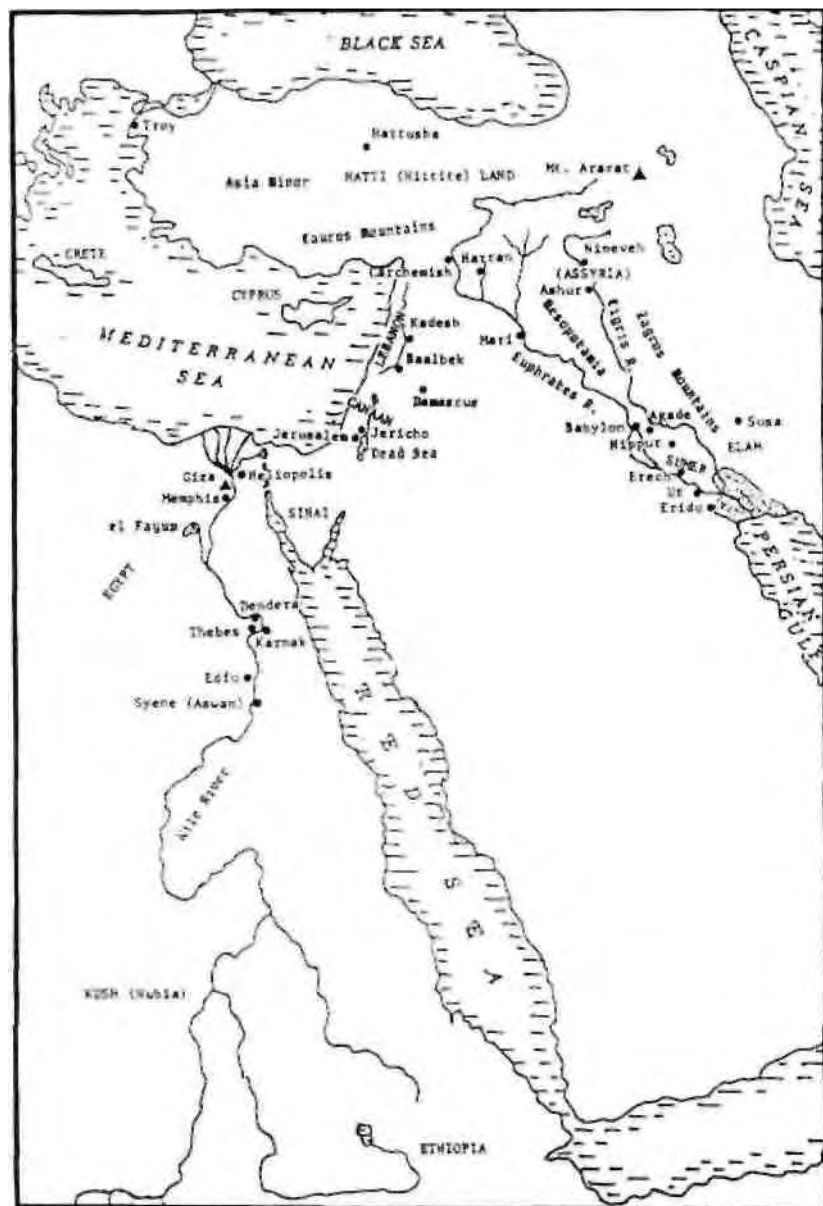 BLACK SEA
CASPIAN SEA
Troy
Hattusha
Asia Minor
HATTI (Hittite) LAND
Mt. Ararat
Taurus Mountains
CRETE
Carchemish
Harran
Nineveh
(ASSYRIA)
Ashur
CYPRUS
MEDITERRANEAN
SEA
LEBANON
Kadesh
Baalbek
Mari
Mesopotamia
Tigris R.
Zagros Mountains
Euphrates R.
CANAAN
Damascus
Agade
Susa
Babylon
Jerusalem
Jericho
Nippur
ELAM
Dead Sea
SUMER
Giza
Heliopolis
Erech
Ur
Memphis
SINAI
Eridu
el Fayum
PERSIAN GULF
EGYPT
Dendera
Thebes
Karnak
Edfu
Syene (Aswan)
RED SEA
Nile River
KUSH (Nubia)
ETHIOPIA